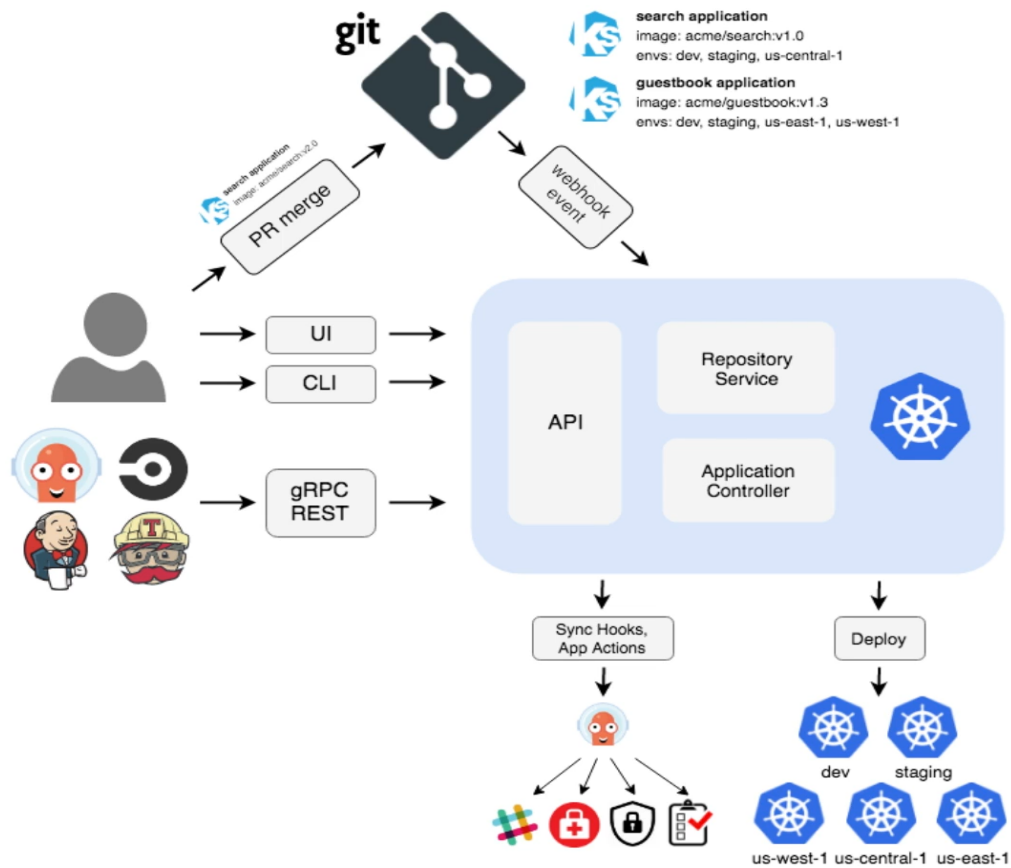 git
search application
image: acme/search:v1.0
envs: dev, staging, us-central-1
guestbook application
image: acme/guestbook:v1.3
envs: dev, staging, us-east-1, us-west-1
search application
image: acme/search:v2.0
PR merge
webhook
event
UI
CLI
gRPC
REST
API
Repository
Service
Application
Controller
Sync Hooks,
App Actions
Deploy
dev
staging
us-west-1
us-central-1
us-east-1
Ks
Ks
Ks
T